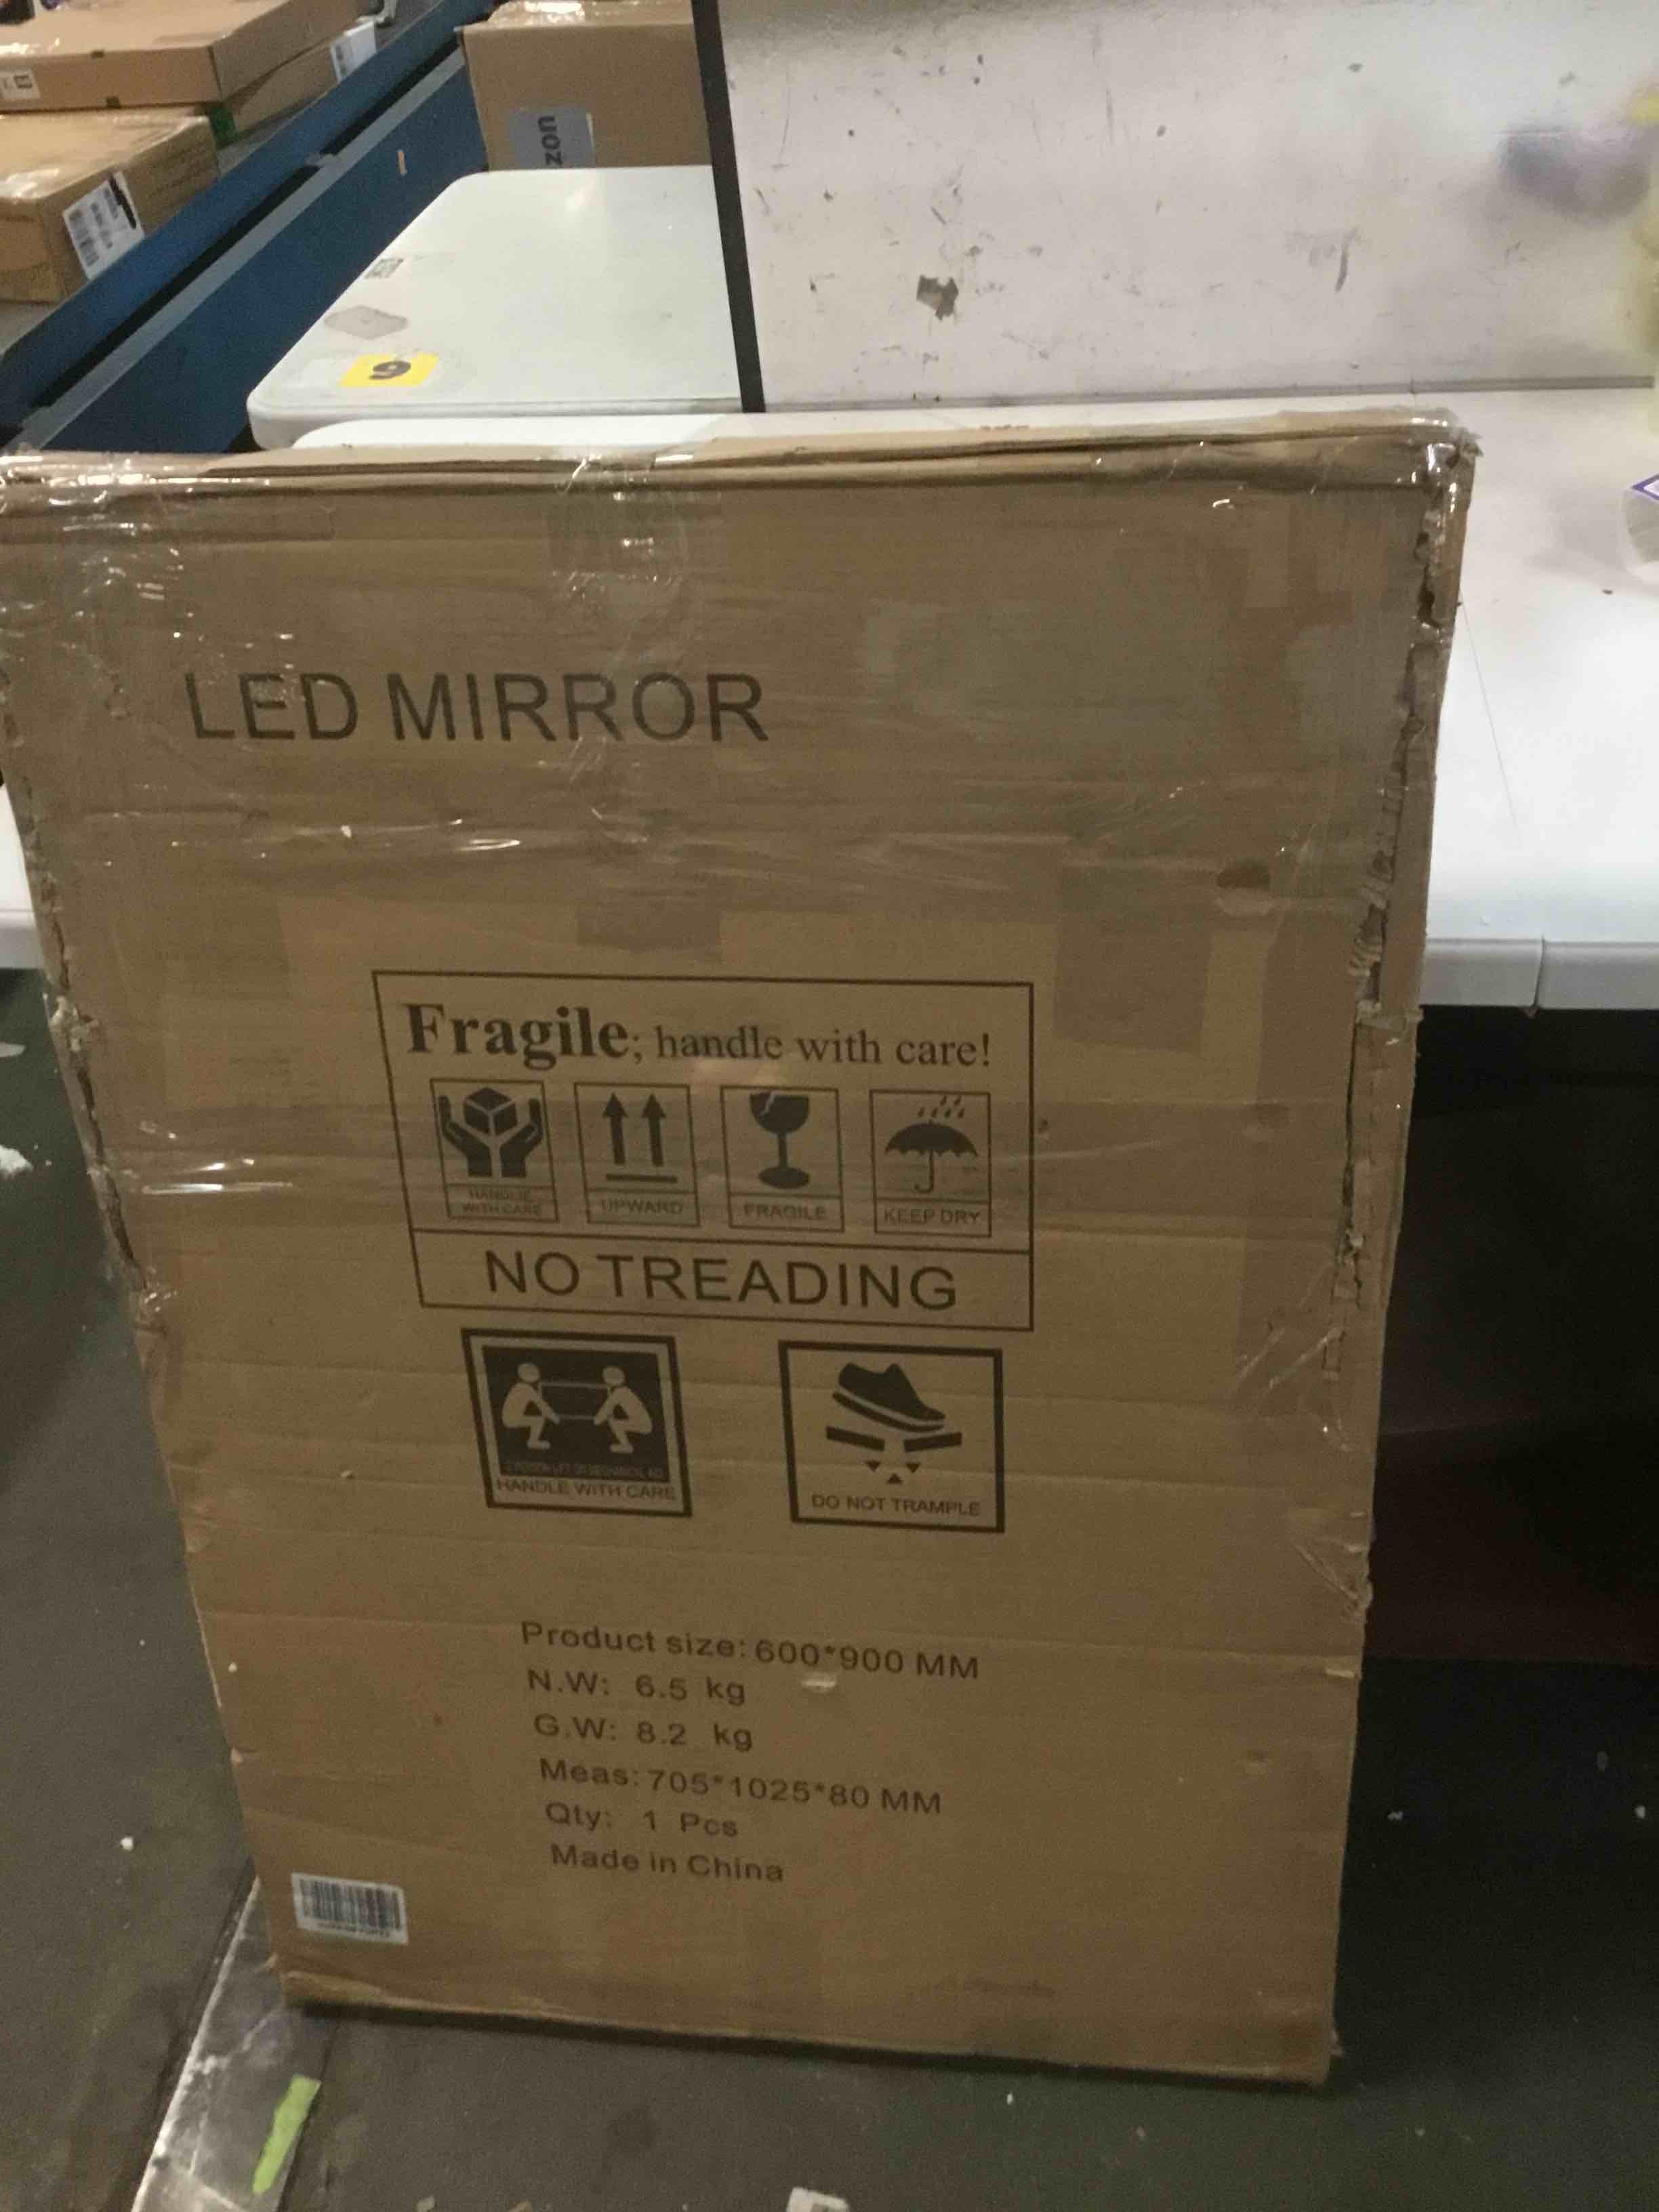 zon
9
LED MIRROR
Fragile; handle with care!
HANDLE
WITH CARE
UPWARD
FRAGILE
KEEP DRY
NO TREADING
HANDLE WITH CARE
DO NOT TRAMPLE
Product size: 600*900 MM
N.W: 6.5 kg
G.W: 8.2 kg
Meas: 705*1025*80 MM
Qty: 1 Pcs
Made in China